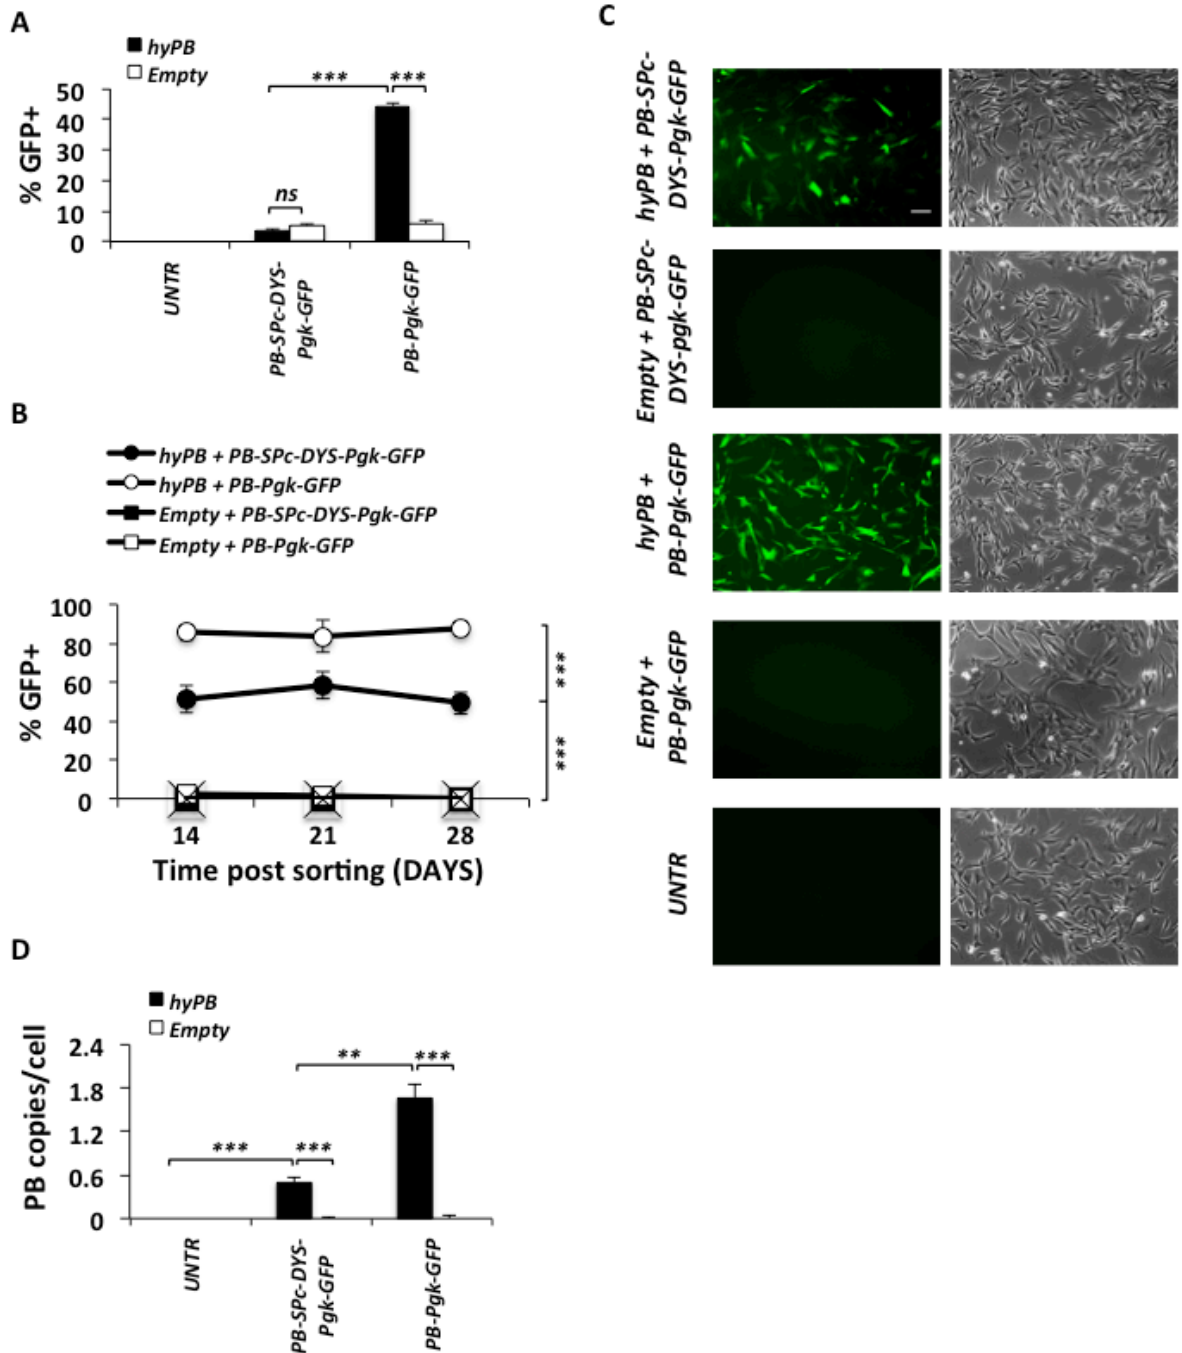 A
hyPB
Empty
*** ***
50
40
30
20
10
0
% GFP+
ns
UNTR
PB-SPc-DYS-
Pgk-GFP
PB-Pgk-GFP
B
hyPB + PB-SPc-DYS-Pgk-GFP
hyPB + PB-Pgk-GFP
Empty + PB-SPc-DYS-Pgk-GFP
Empty + PB-Pgk-GFP
100
80
60
40
20
0
% GFP+
***
***
14 21 28
Time post sorting (DAYS)
C
hyPB + PB-SPc-
DYS-Pgk-GFP
Empty + PB-SPc-
DYS-pgk-GFP
hyPB +
PB-Pgk-GFP
Empty +
PB-Pgk-GFP
UNTR
D
hyPB
Empty
2.4
1.8
1.2
0.6
0
PB copies/cell
** ***
*** ***
UNTR
PB-SPc-DYS-
Pgk-GFP
PB-Pgk-GFP